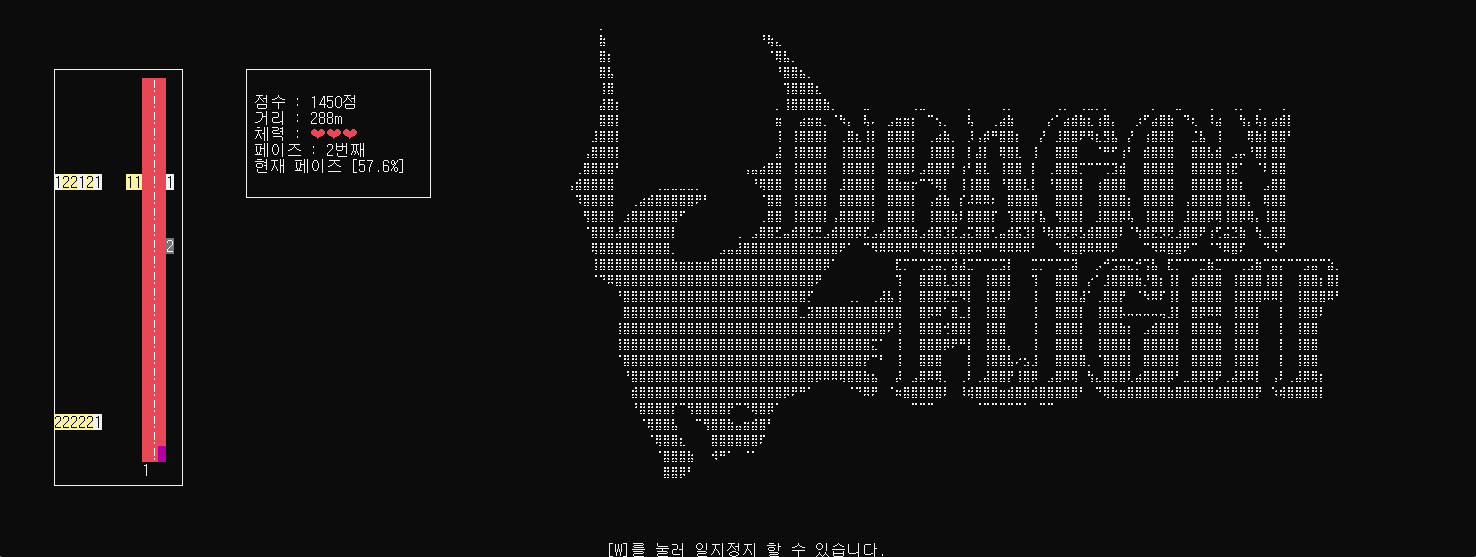 점수 : 1450점
거리 : 288m
체력 : ❤❤❤
페이즈 : 2번째
현재 페이즈 [57.6%]
122121 11 1
2
222221
1
DRAGON
FLIGHT
[W]를 눌러 일지정지 할 수 있습니다.